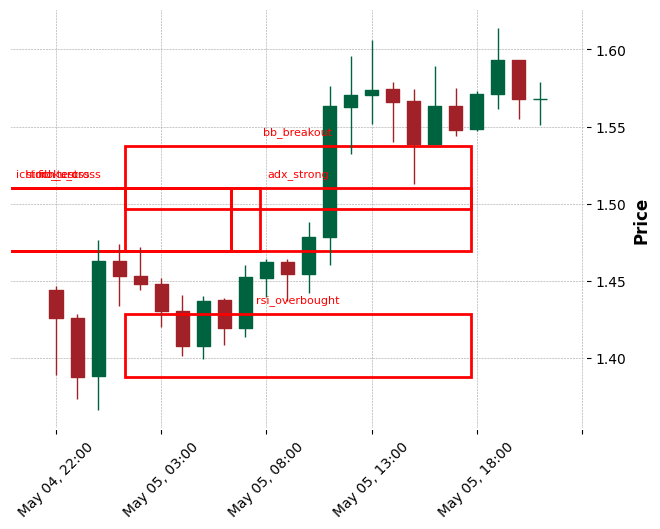 1.60
1.55
1.50
1.45
1.40
Price
bb_breakout
adx_strong
rsi_overbought
May 04, 22:00
May 05, 03:00
May 05, 08:00
May 05, 13:00
May 05, 18:00